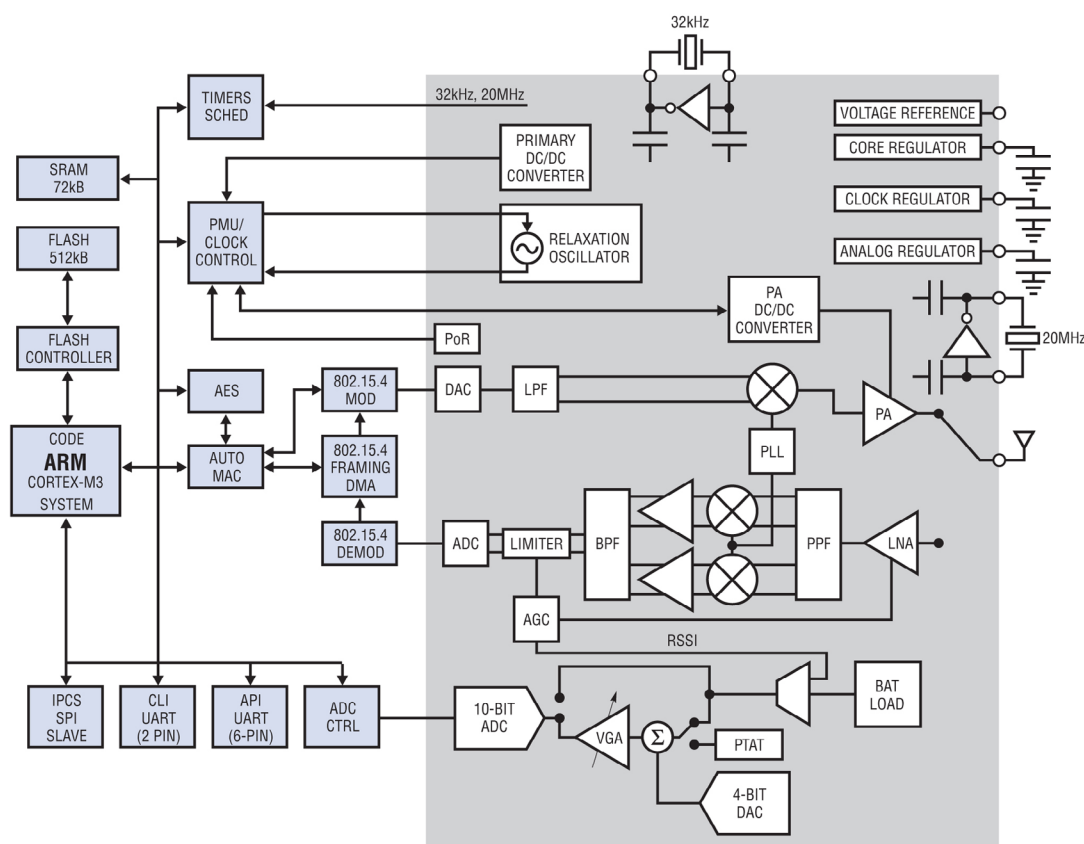 32kHz
TIMERS
SCHED
32kHz, 20MHz
VOLTAGE REFERENCE
PRIMARY
DC/DC
CONVERTER
CORE REGULATOR
SRAM
72kB
CLOCK REGULATOR
PMU/
CLOCK
CONTROL
RELAXATION
OSCILLATOR
FLASH
512kB
ANALOG REGULATOR
PA
DC/DC
CONVERTER
20MHz
PoR
FLASH
CONTROLLER
AES
802.15.4
MOD
DAC
LPF
PA
CODE
ARM
CORTEX-M3
SYSTEM
AUTO
MAC
802.15.4
FRAMING
DMA
PLL
802.15.4
DEMOD
ADC
LIMITER
BPF
PPF
LNA
AGC
RSSI
IPCS
SPI
SLAVE
CLI
UART
(2 PIN)
API
UART
(6-PIN)
ADC
CTRL
10-BIT
ADC
VGA
Σ
PTAT
BAT
LOAD
4-BIT
DAC